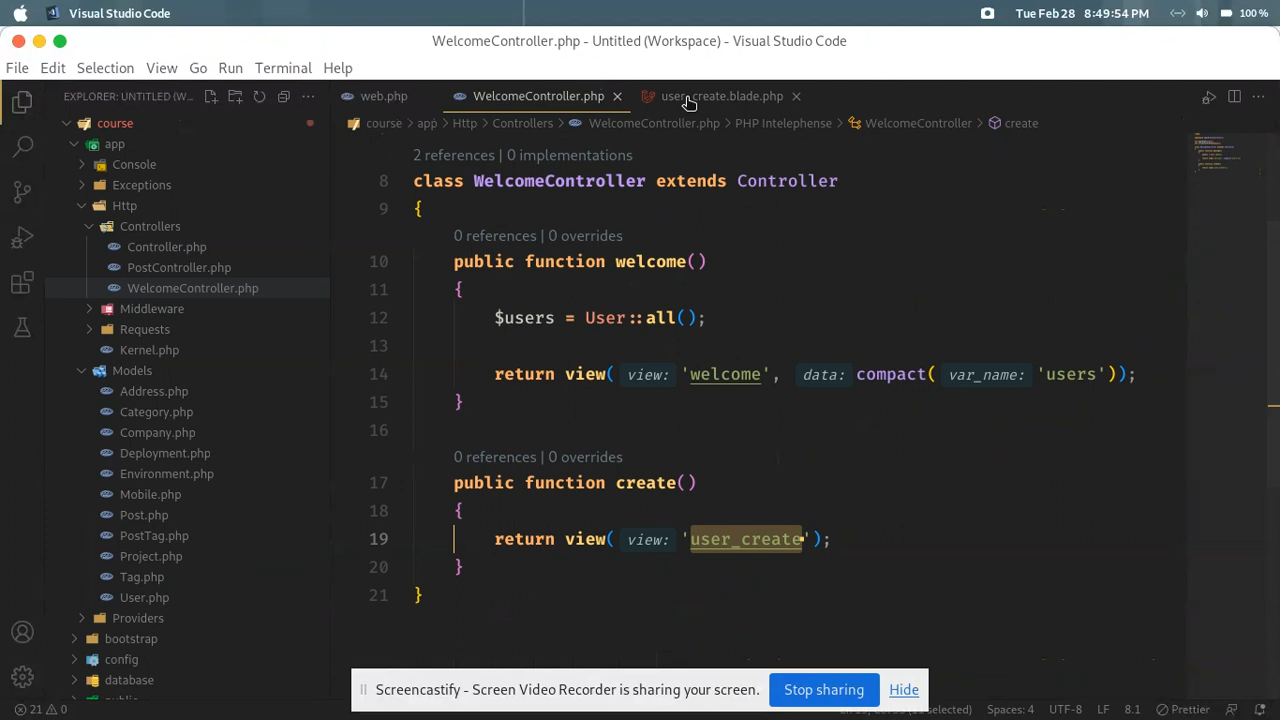 Visual Studio Code
Tue Feb 28 8:49:54 PM
100 %
WelcomeController.php - Untitled (Workspace) - Visual Studio Code
File Edit Selection View Go Run Terminal Help
EXPLORER: UNTITLED (W...
web.php
WelcomeController.php
user_create.blade.php
course
app
Console
Exceptions
Http
Controllers
Controller.php
PostController.php
WelcomeController.php
Middleware
Requests
Kernel.php
Models
Address.php
Category.php
Company.php
Deployment.php
Environment.php
Mobile.php
Post.php
PostTag.php
Project.php
Tag.php
User.php
Providers
bootstrap
config
database
course > app > Http > Controllers > WelcomeController.php > PHP Intelephense > WelcomeController > create
2 references | 0 implementations
8 class WelcomeController extends Controller
9 {
0 references | 0 overrides
10 public function welcome()
11 {
12 $users = User::all();
13
14 return view( view: 'welcome', data: compact( var_name: 'users'));
15 }
16
0 references | 0 overrides
17 public function create()
18 {
19 return view( view: 'user_create');
20 }
21 }
Screencastify - Screen Video Recorder is sharing your screen.
Stop sharing
Hide
21 0
Spaces: 4 UTF-8 LF 8.1 Prettier